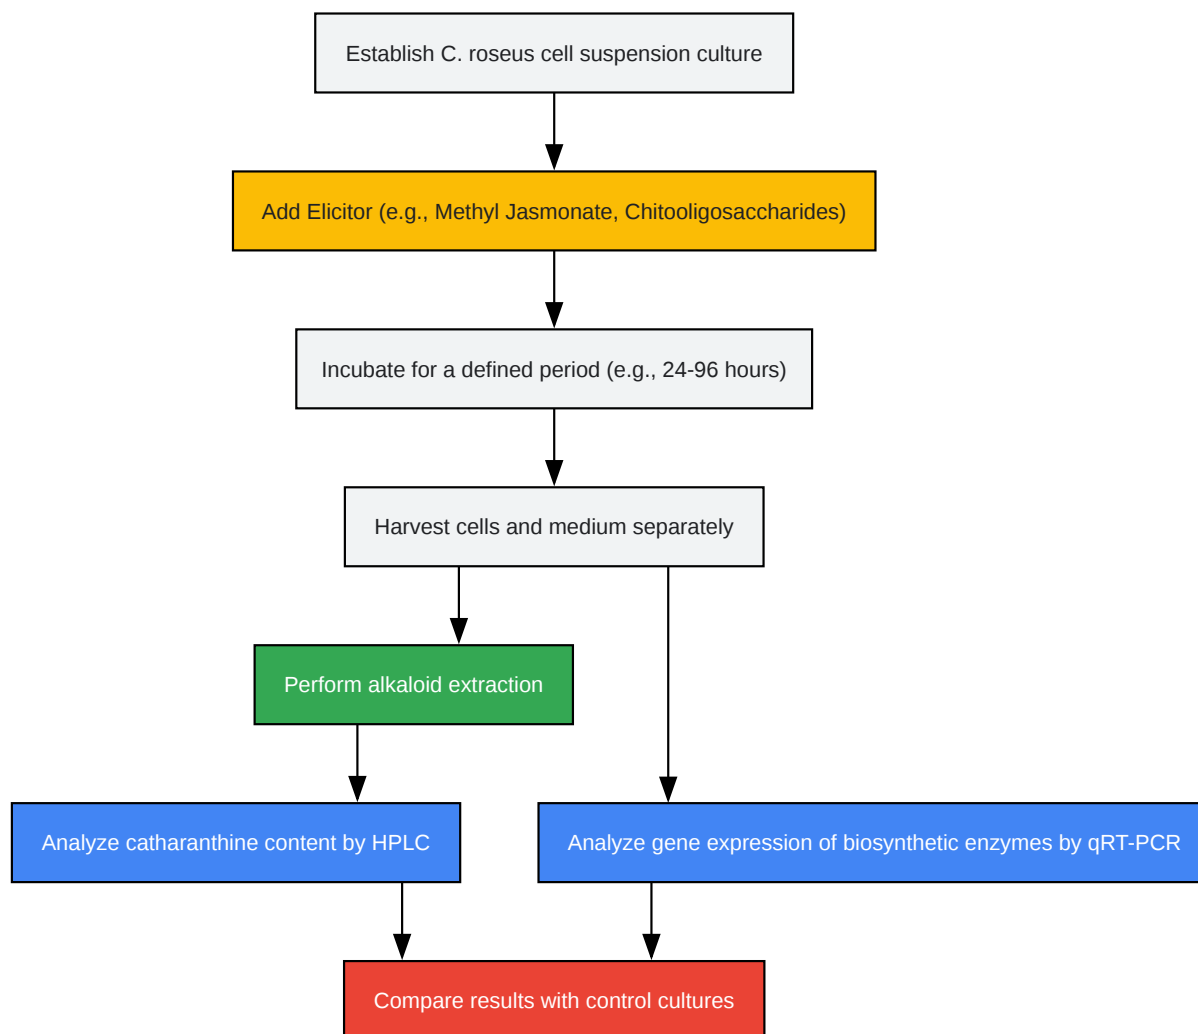 Establish C. roseus cell suspension culture
Add Elicitor (e.g., Methyl Jasmonate, Chitooligosaccharides)
Incubate for a defined period (e.g., 24-96 hours)
Harvest cells and medium separately
Perform alkaloid extraction
Analyze catharanthine content by HPLC
Analyze gene expression of biosynthetic enzymes by qRT-PCR
Compare results with control cultures